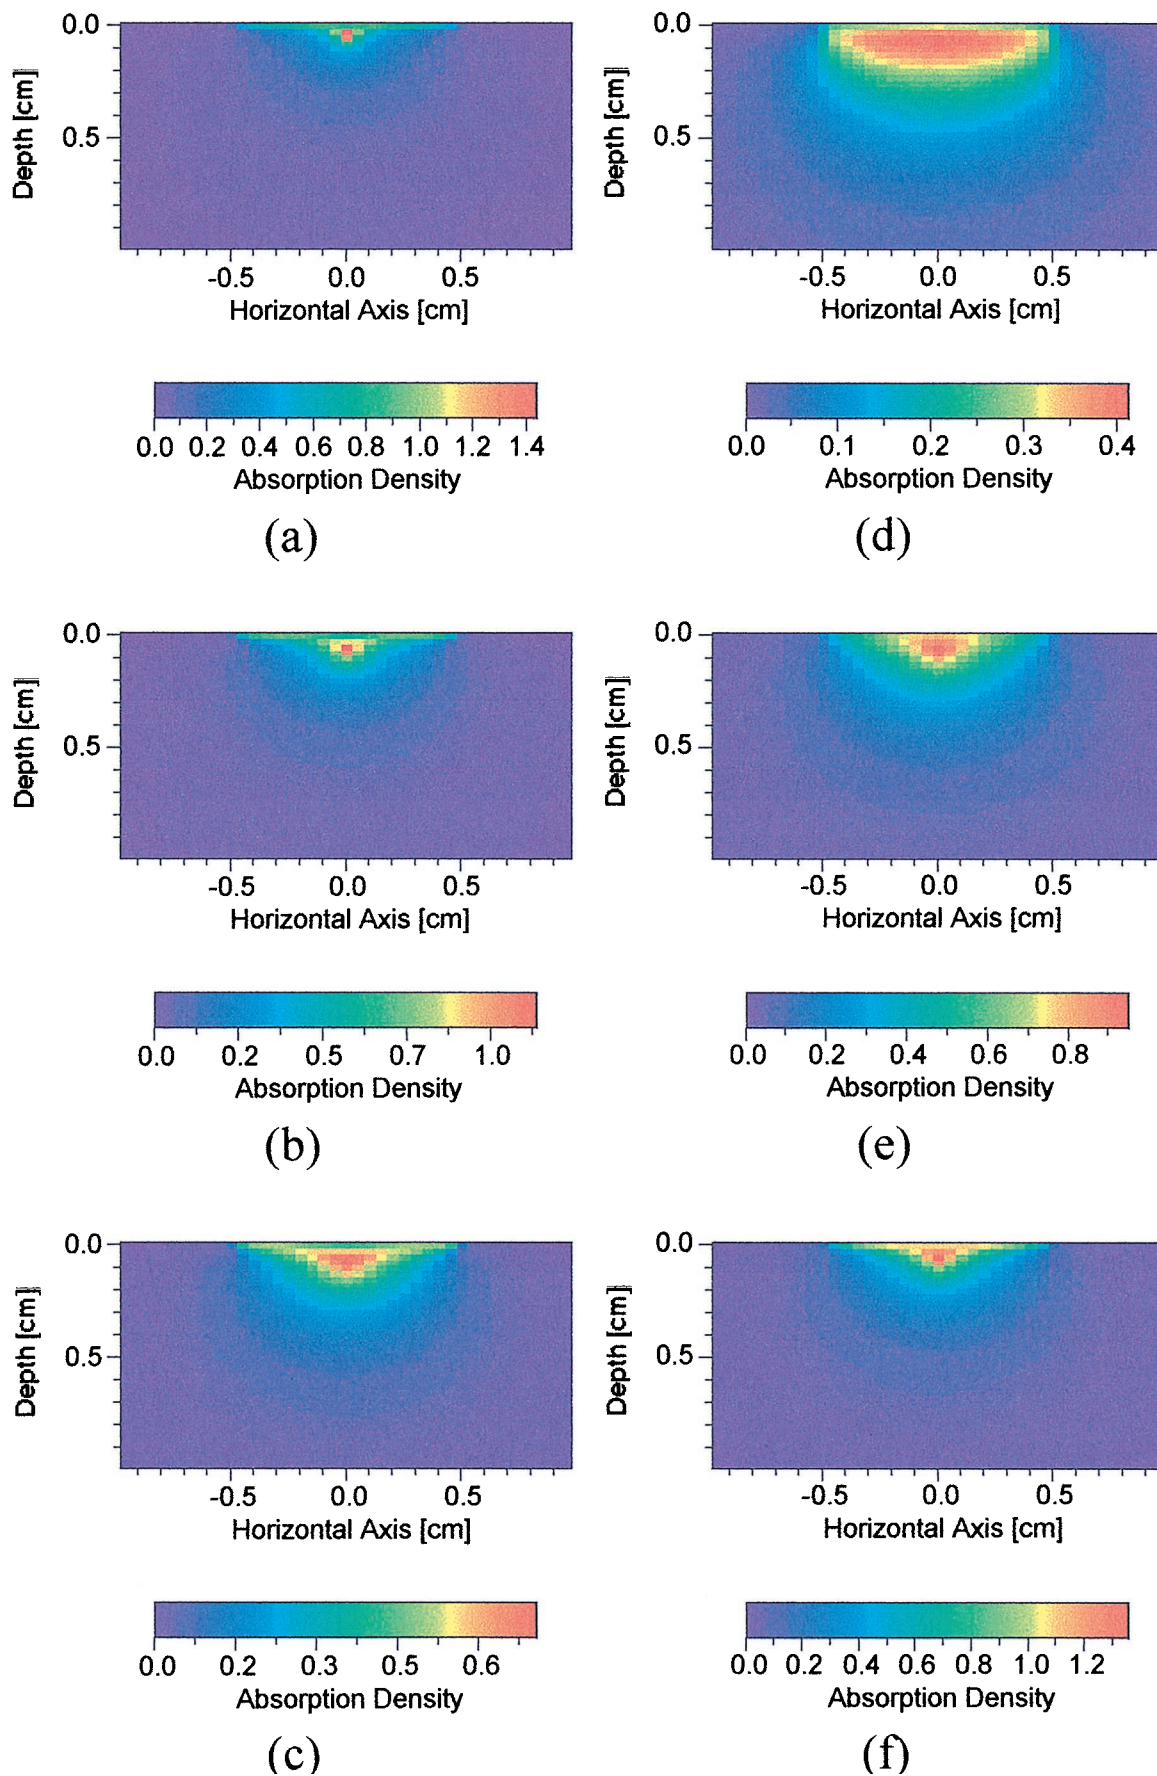 0.0
0.5
Depth [cm]
-0.5 0.0 0.5
Horizontal Axis [cm]
0.0 0.2 0.4 0.6 0.8 1.0 1.2 1.4
Absorption Density
(a)
0.0
0.5
Depth [cm]
-0.5 0.0 0.5
Horizontal Axis [cm]
0.0 0.1 0.2 0.3 0.4
Absorption Density
(d)
0.0
0.5
Depth [cm]
-0.5 0.0 0.5
Horizontal Axis [cm]
0.0 0.2 0.5 0.7 1.0
Absorption Density
(b)
0.0
0.5
Depth [cm]
-0.5 0.0 0.5
Horizontal Axis [cm]
0.0 0.2 0.4 0.6 0.8
Absorption Density
(e)
0.0
0.5
Depth [cm]
-0.5 0.0 0.5
Horizontal Axis [cm]
0.0 0.2 0.3 0.5 0.6
Absorption Density
(c)
0.0
0.5
Depth [cm]
-0.5 0.0 0.5
Horizontal Axis [cm]
0.0 0.2 0.4 0.6 0.8 1.0 1.2
Absorption Density
(f)